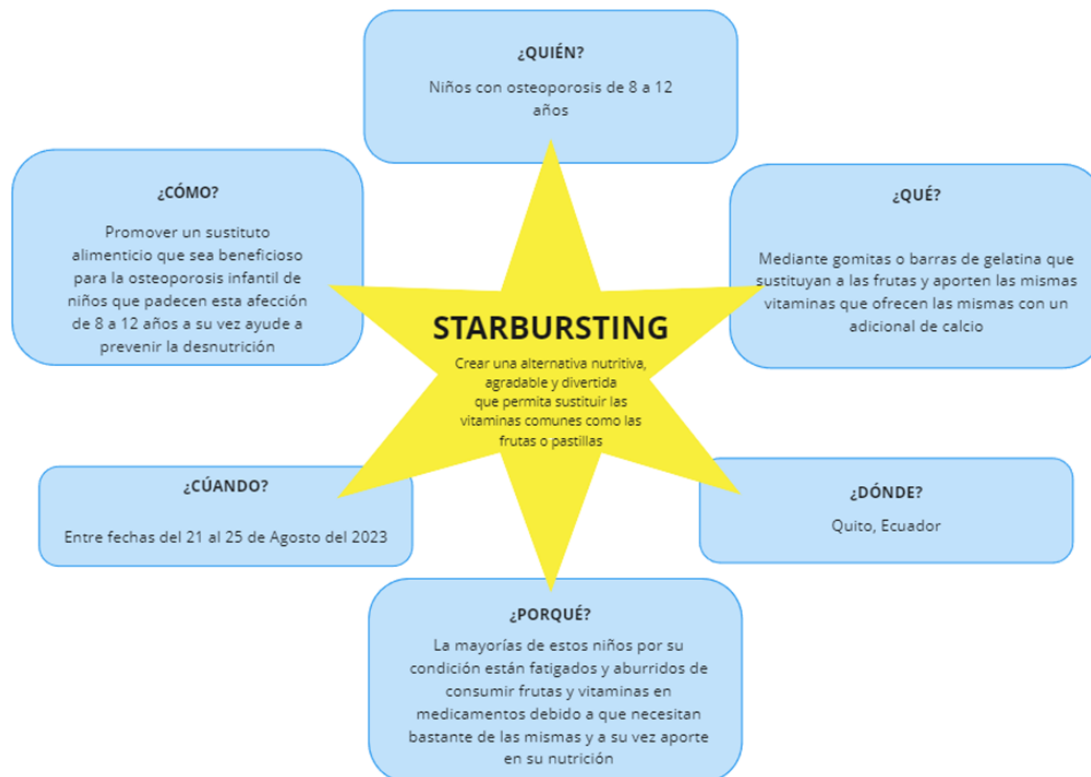 ¿QUIÉN?
Niños con osteoporosis de 8 a 12
años
¿CÓMO?
Promover un sustituto
alimenticio que sea beneficioso
para la osteoporosis infantil de
niños que padecen esta afección
de 8 a 12 años a su vez ayude a
prevenir la desnutrición
¿QUÉ?
Mediante gomitas o barras de gelatina que
sustituyan a las frutas y aporten las mismas
vitaminas que ofrecen las mismas con un
adicional de calcio
STARBURSTING
Crear una alternativa nutritiva,
agradable y divertida
que permita sustituir las
vitaminas comunes como las
frutas o pastillas
¿CÚANDO?
Entre fechas del 21 al 25 de Agosto del 2023
¿DÓNDE?
Quito, Ecuador
¿PORQUÉ?
La mayorías de estos niños por su
condición están fatigados y aburridos de
consumir frutas y vitaminas en
medicamentos debido a que necesitan
bastante de las mismas y a su vez aporte
en su nutrición